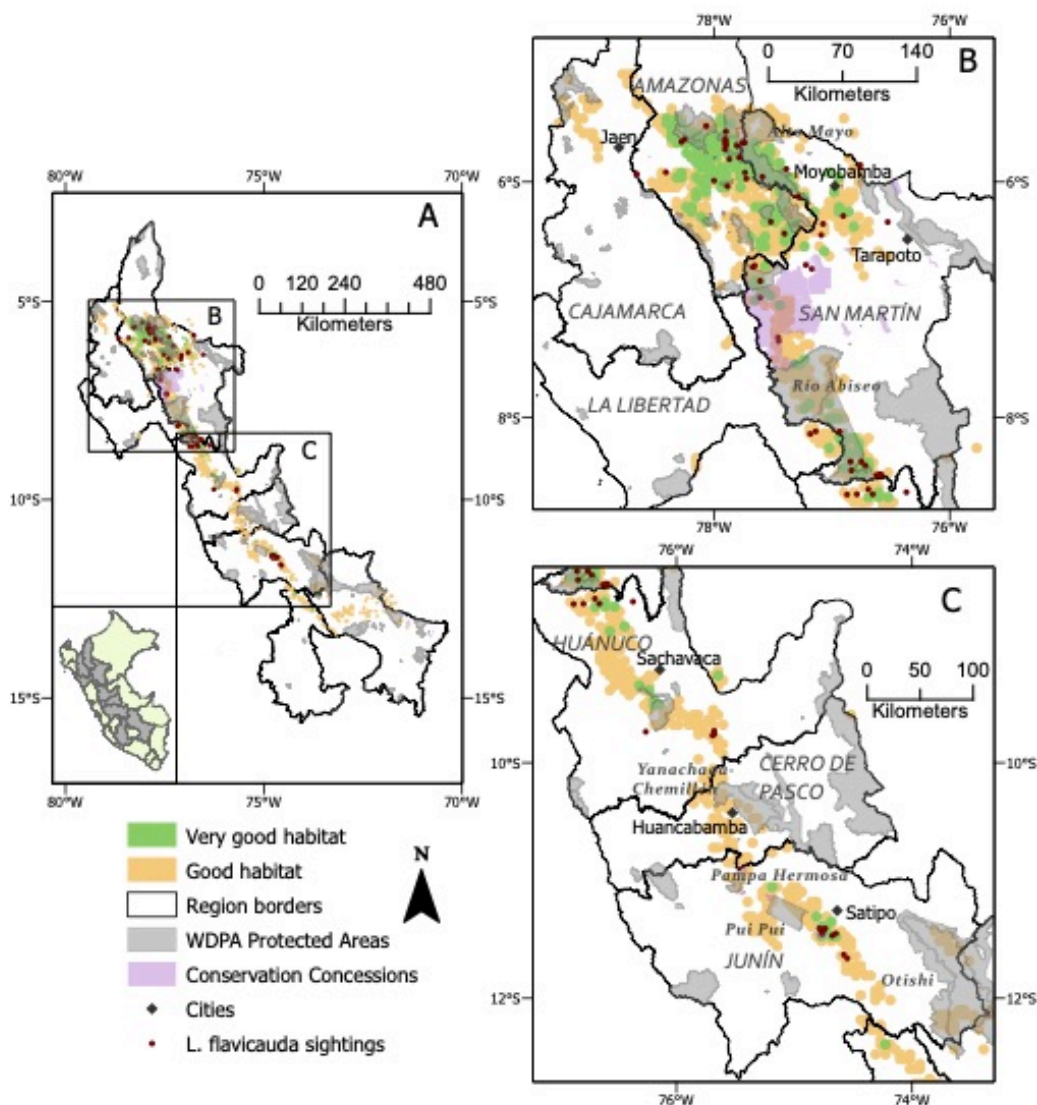 80°W
75°W
70°W
A
0 120 240 480
Kilometers
5°S
B
C
10°S
15°S
80°W
75°W
70°W
Very good habitat
Good habitat
Region borders
WDPA Protected Areas
Conservation Concessions
Cities
L. flavicauda sightings
N
78°W
76°W
0 70 140
Kilometers
B
AMAZONAS
Alto Mayo
Jaen
Moyobamba
6°S
6°S
Tarapoto
CAJAMARCA
SAN MARTÍN
Río Abiseo
LA LIBERTAD
8°S
8°S
78°W
76°W
76°W
74°W
C
HUÁNUCO
Sachavaca
0 50 100
Kilometers
10°S
10°S
Yanachaga-
Chemillén
CERRO DE
PASCO
Huancabamba
Pampa Hermosa
Satipo
Pui Pui
JUNÍN
Otishi
12°S
12°S
76°W
74°W